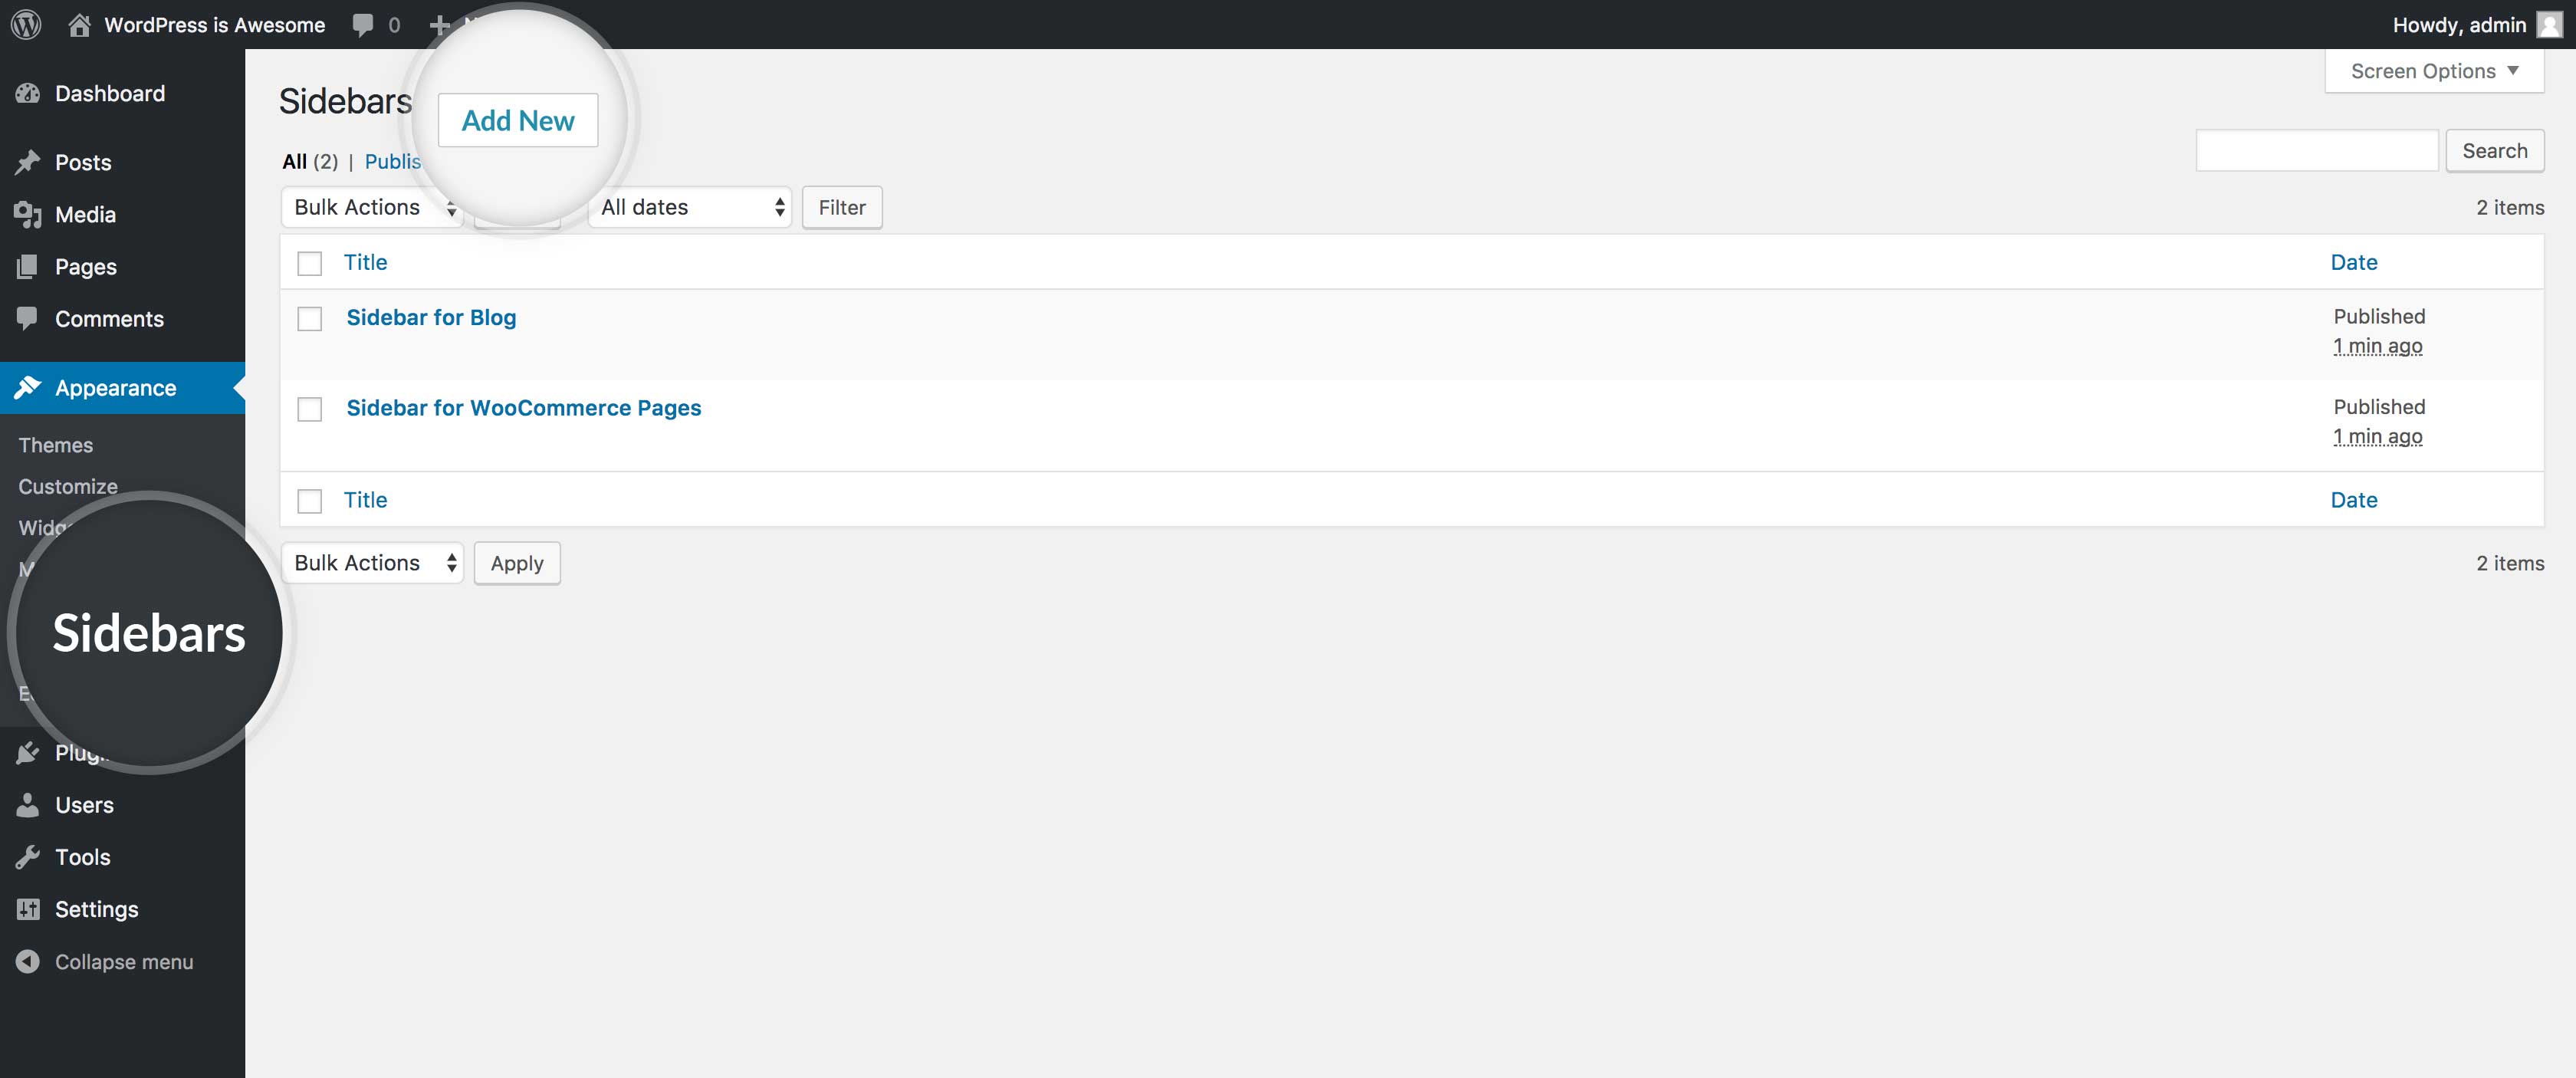 WordPress is Awesome 0
Howdy, admin
Screen Options
Dashboard
Posts
Media
Pages
Comments
Appearance
Themes
Customize
Sidebars
Users
Tools
Settings
Collapse menu
Sidebars Add New
All (2) |
Search
Bulk Actions All dates Filter 2 items
Title Date
Sidebar for Blog Published
1 min ago
Sidebar for WooCommerce Pages Published
1 min ago
Title Date
Bulk Actions Apply 2 items